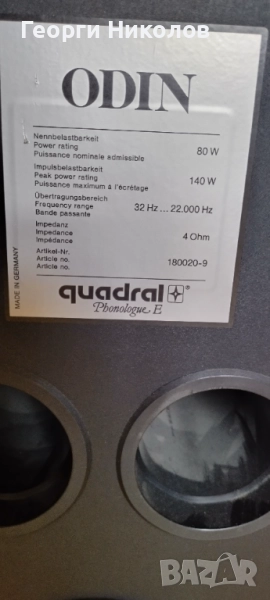 Георги Николов
ODIN
Nennbelastbarkeit
Power rating 80 W
Puissance nominale admissible
Impulsbelastbarkeit
Peak power rating 140 W
Puissance maximum à l'écrêtage
Übertragungsbereich
Frequency range 32 Hz ... 22.000 Hz
Bande passente
Impedanz
Impedance 4 Ohm
Impédance
Artikel-Nr.
Article no. 180020-9
Article no.
MADE IN GERMANY
quadral ®
Phonologue E
BAZAR